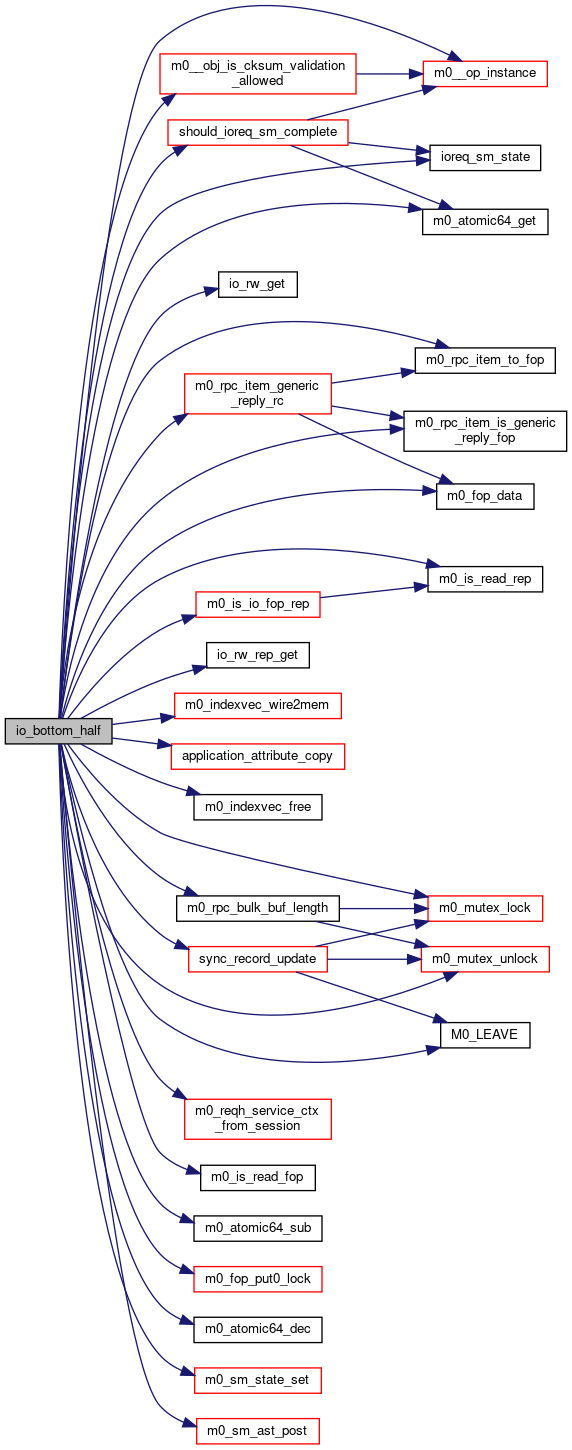 m0__op_instance
m0__obj_is_cksum_validation
_allowed
should_ioreq_sm_complete
ioreq_sm_state
m0_atomic64_get
io_rw_get
m0_rpc_item_to_fop
m0_rpc_item_generic
_reply_rc
m0_rpc_item_is_generic
_reply_fop
m0_fop_data
m0_is_read_rep
m0_is_io_fop_rep
io_rw_rep_get
m0_indexvec_wire2mem
io_bottom_half
application_attribute_copy
m0_indexvec_free
m0_rpc_bulk_buf_length
m0_mutex_lock
sync_record_update
m0_mutex_unlock
M0_LEAVE
m0_reqh_service_ctx
_from_session
m0_is_read_fop
m0_atomic64_sub
m0_fop_put0_lock
m0_atomic64_dec
m0_sm_state_set
m0_sm_ast_post